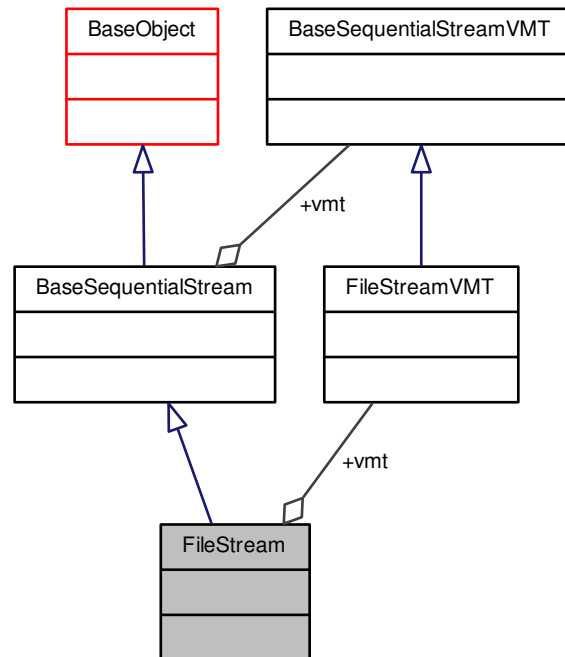 BaseObject
BaseSequentialStreamVMT
+vmt
BaseSequentialStream
FileStreamVMT
+vmt
FileStream